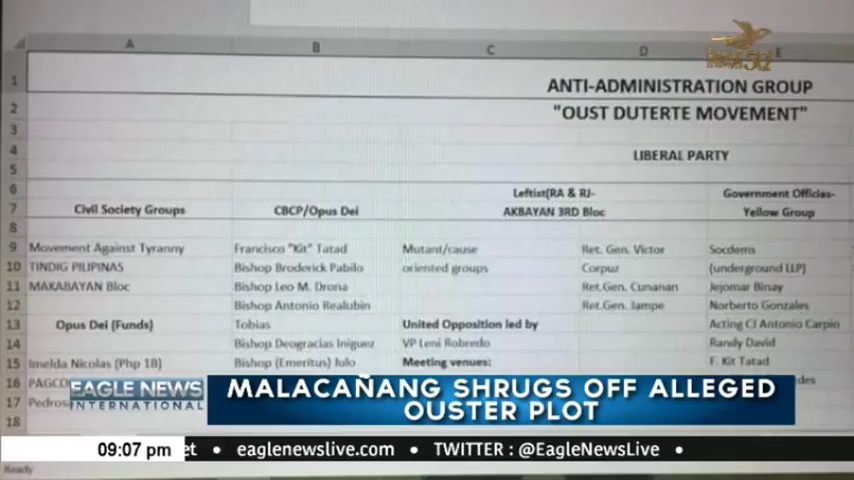 A B C D E
1 ANTI-ADMINISTRATION GROUP
2 "OUST DUTERTE MOVEMENT"
3
4 LIBERAL PARTY
5
6 Leftist(RA & RJ- Government Officias-
7 Civil Society Groups CBCP/Opus Dei AKBAYAN 3RD Bloc Yellow Group
8
9 Movement Against Tyranny Francisco "Kit" Tatad Mutant/cause Ret. Gen. Victor Socdems
10 TINDIG PILIPINAS Bishop Broderick Pabilo oriented groups Corpuz (underground LLP)
11 MAKABAYAN Bloc Bishop Leo M. Drona Ret.Gen. Cunanan Jejomar Binay
12 Bishop Antonio Realubin Ret.Gen. Jampe Norberto Gonzales
13 Opus Dei (Funds) Tobias United Opposition led by Acting CJ Antonio Carpio
14 Bishop Deogracias Iniguez VP Leni Robredo Randy David
15 Imelda Nicolas (Php 1B) Bishop (Emeritus) Julo Meeting venues: F. Kit Tatad
16 PAGCO
17 Pedrosa
18
EAGLE NEWS
INTERNATIONAL
MALACAÑANG SHRUGS OFF ALLEGED
OUSTER PLOT
09:07 pm et • eaglenewslive.com • TWITTER : @EagleNewsLive •
Ready